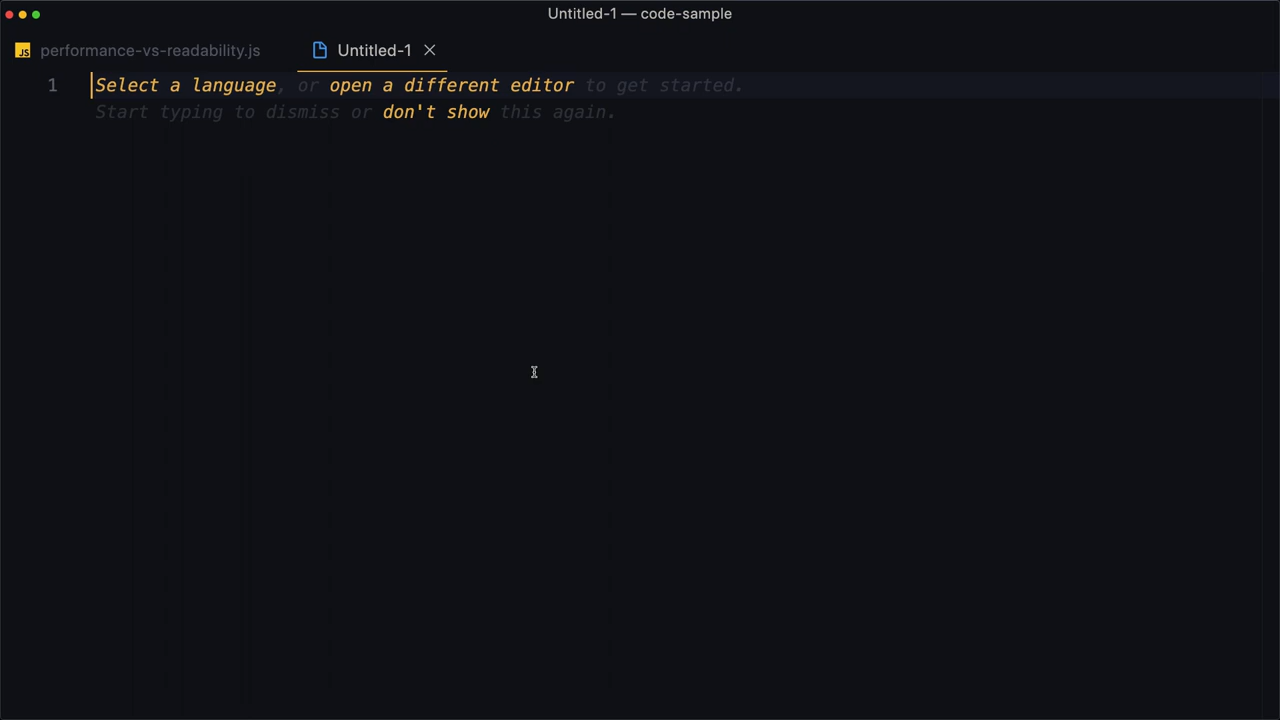 Untitled-1 — code-sample
JS performance-vs-readability.js
Untitled-1
1 Select a language, or open a different editor to get started.
Start typing to dismiss or don't show this again.